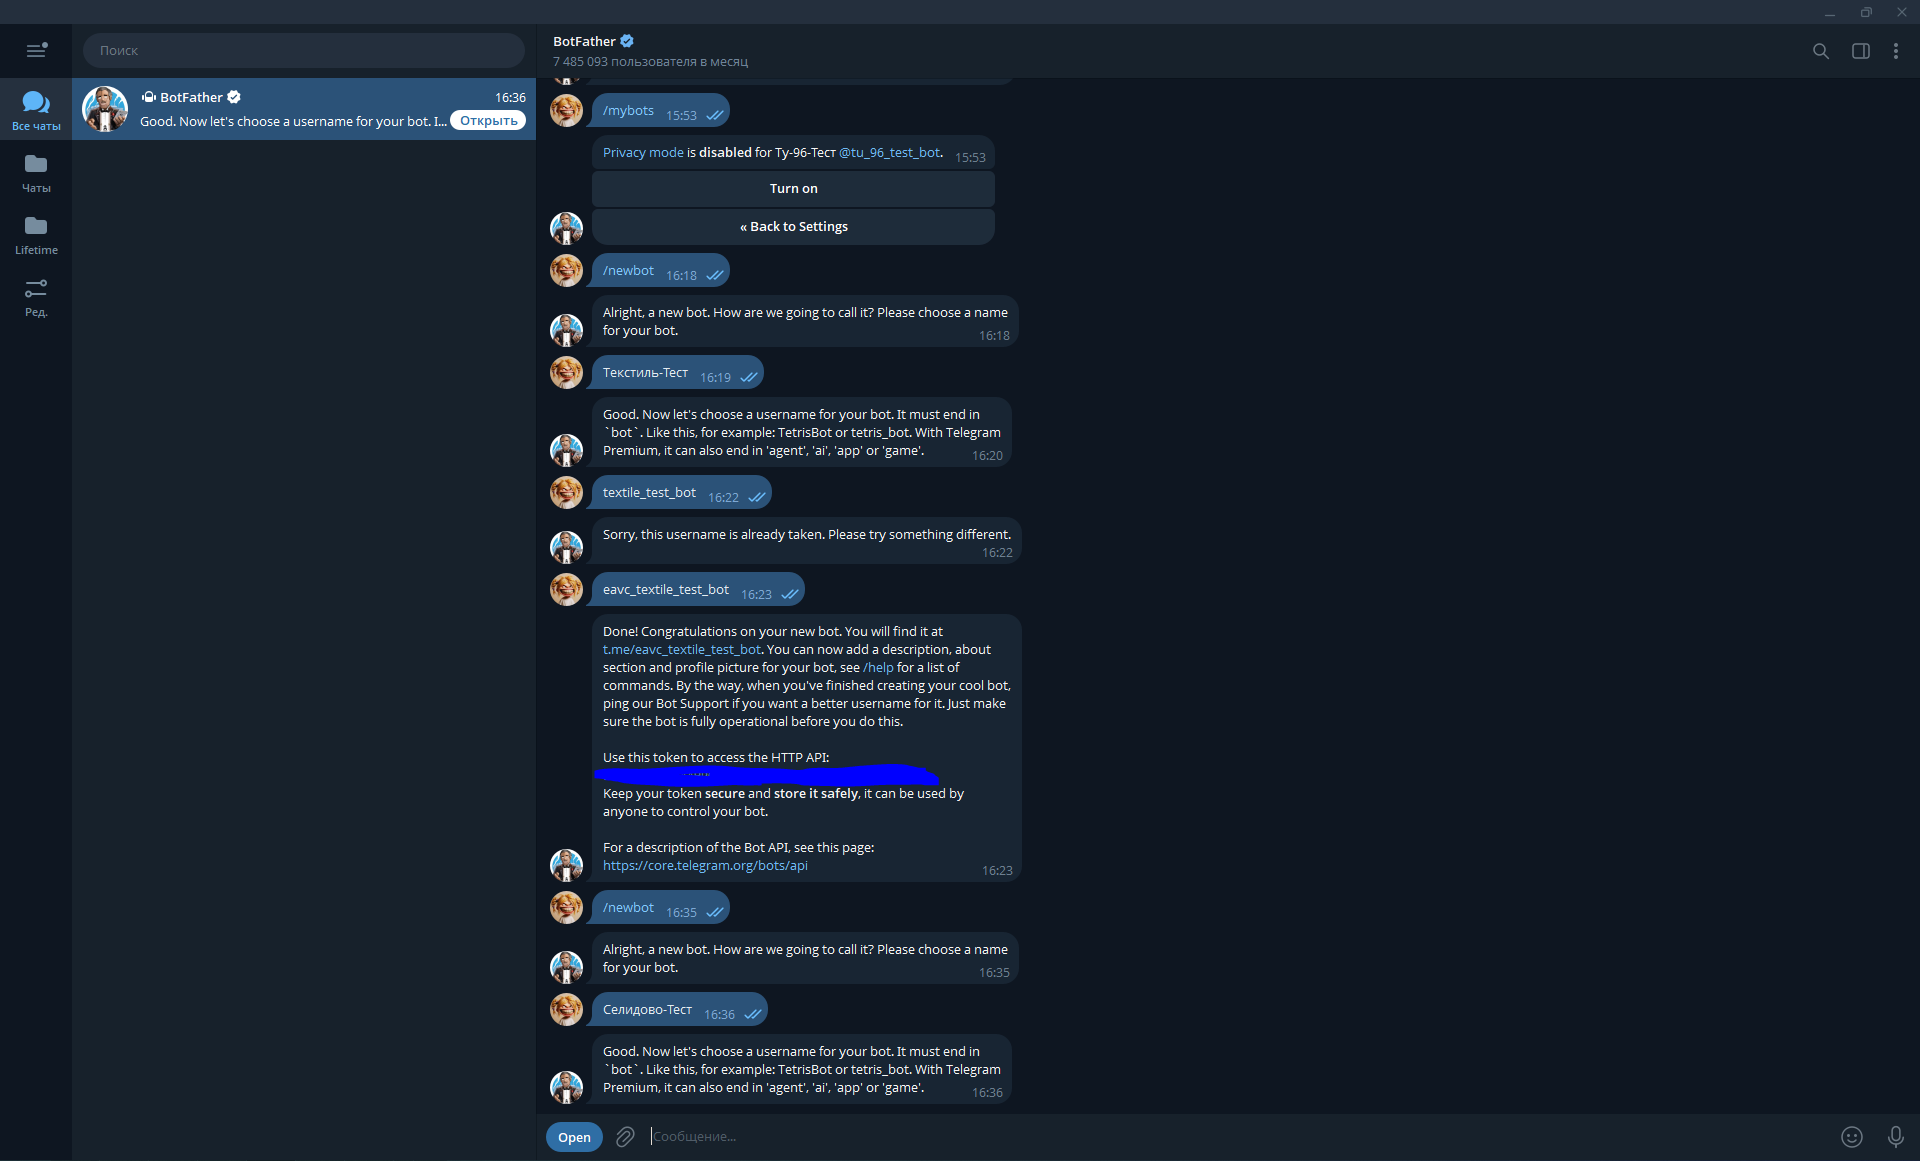 Поиск
BotFather
7 485 093 пользователя в месяц
Все чаты
Чаты
Lifetime
Ред.
BotFather
16:36
Good. Now let's choose a username for your bot. I...
Открыть
/mybots 15:53
Privacy mode is disabled for Ту-96-Тест @tu_96_test_bot. 15:53
Turn on
« Back to Settings
/newbot 16:18
Alright, a new bot. How are we going to call it? Please choose a name
for your bot. 16:18
Текстиль-Тест 16:19
Good. Now let's choose a username for your bot. It must end in
`bot`. Like this, for example: TetrisBot or tetris_bot. With Telegram
Premium, it can also end in 'agent', 'ai', 'app' or 'game'. 16:20
textile_test_bot 16:22
Sorry, this username is already taken. Please try something different.
16:22
eavc_textile_test_bot 16:23
Done! Congratulations on your new bot. You will find it at
t.me/eavc_textile_test_bot. You can now add a description, about
section and profile picture for your bot, see /help for a list of
commands. By the way, when you've finished creating your cool bot,
ping our Bot Support if you want a better username for it. Just make
sure the bot is fully operational before you do this.
Use this token to access the HTTP API:
Keep your token secure and store it safely, it can be used by
anyone to control your bot.
For a description of the Bot API, see this page:
https://core.telegram.org/bots/api 16:23
/newbot 16:35
Alright, a new bot. How are we going to call it? Please choose a name
for your bot. 16:35
Селидово-Тест 16:36
Good. Now let's choose a username for your bot. It must end in
`bot`. Like this, for example: TetrisBot or tetris_bot. With Telegram
Premium, it can also end in 'agent', 'ai', 'app' or 'game'. 16:36
Open
Сообщение...